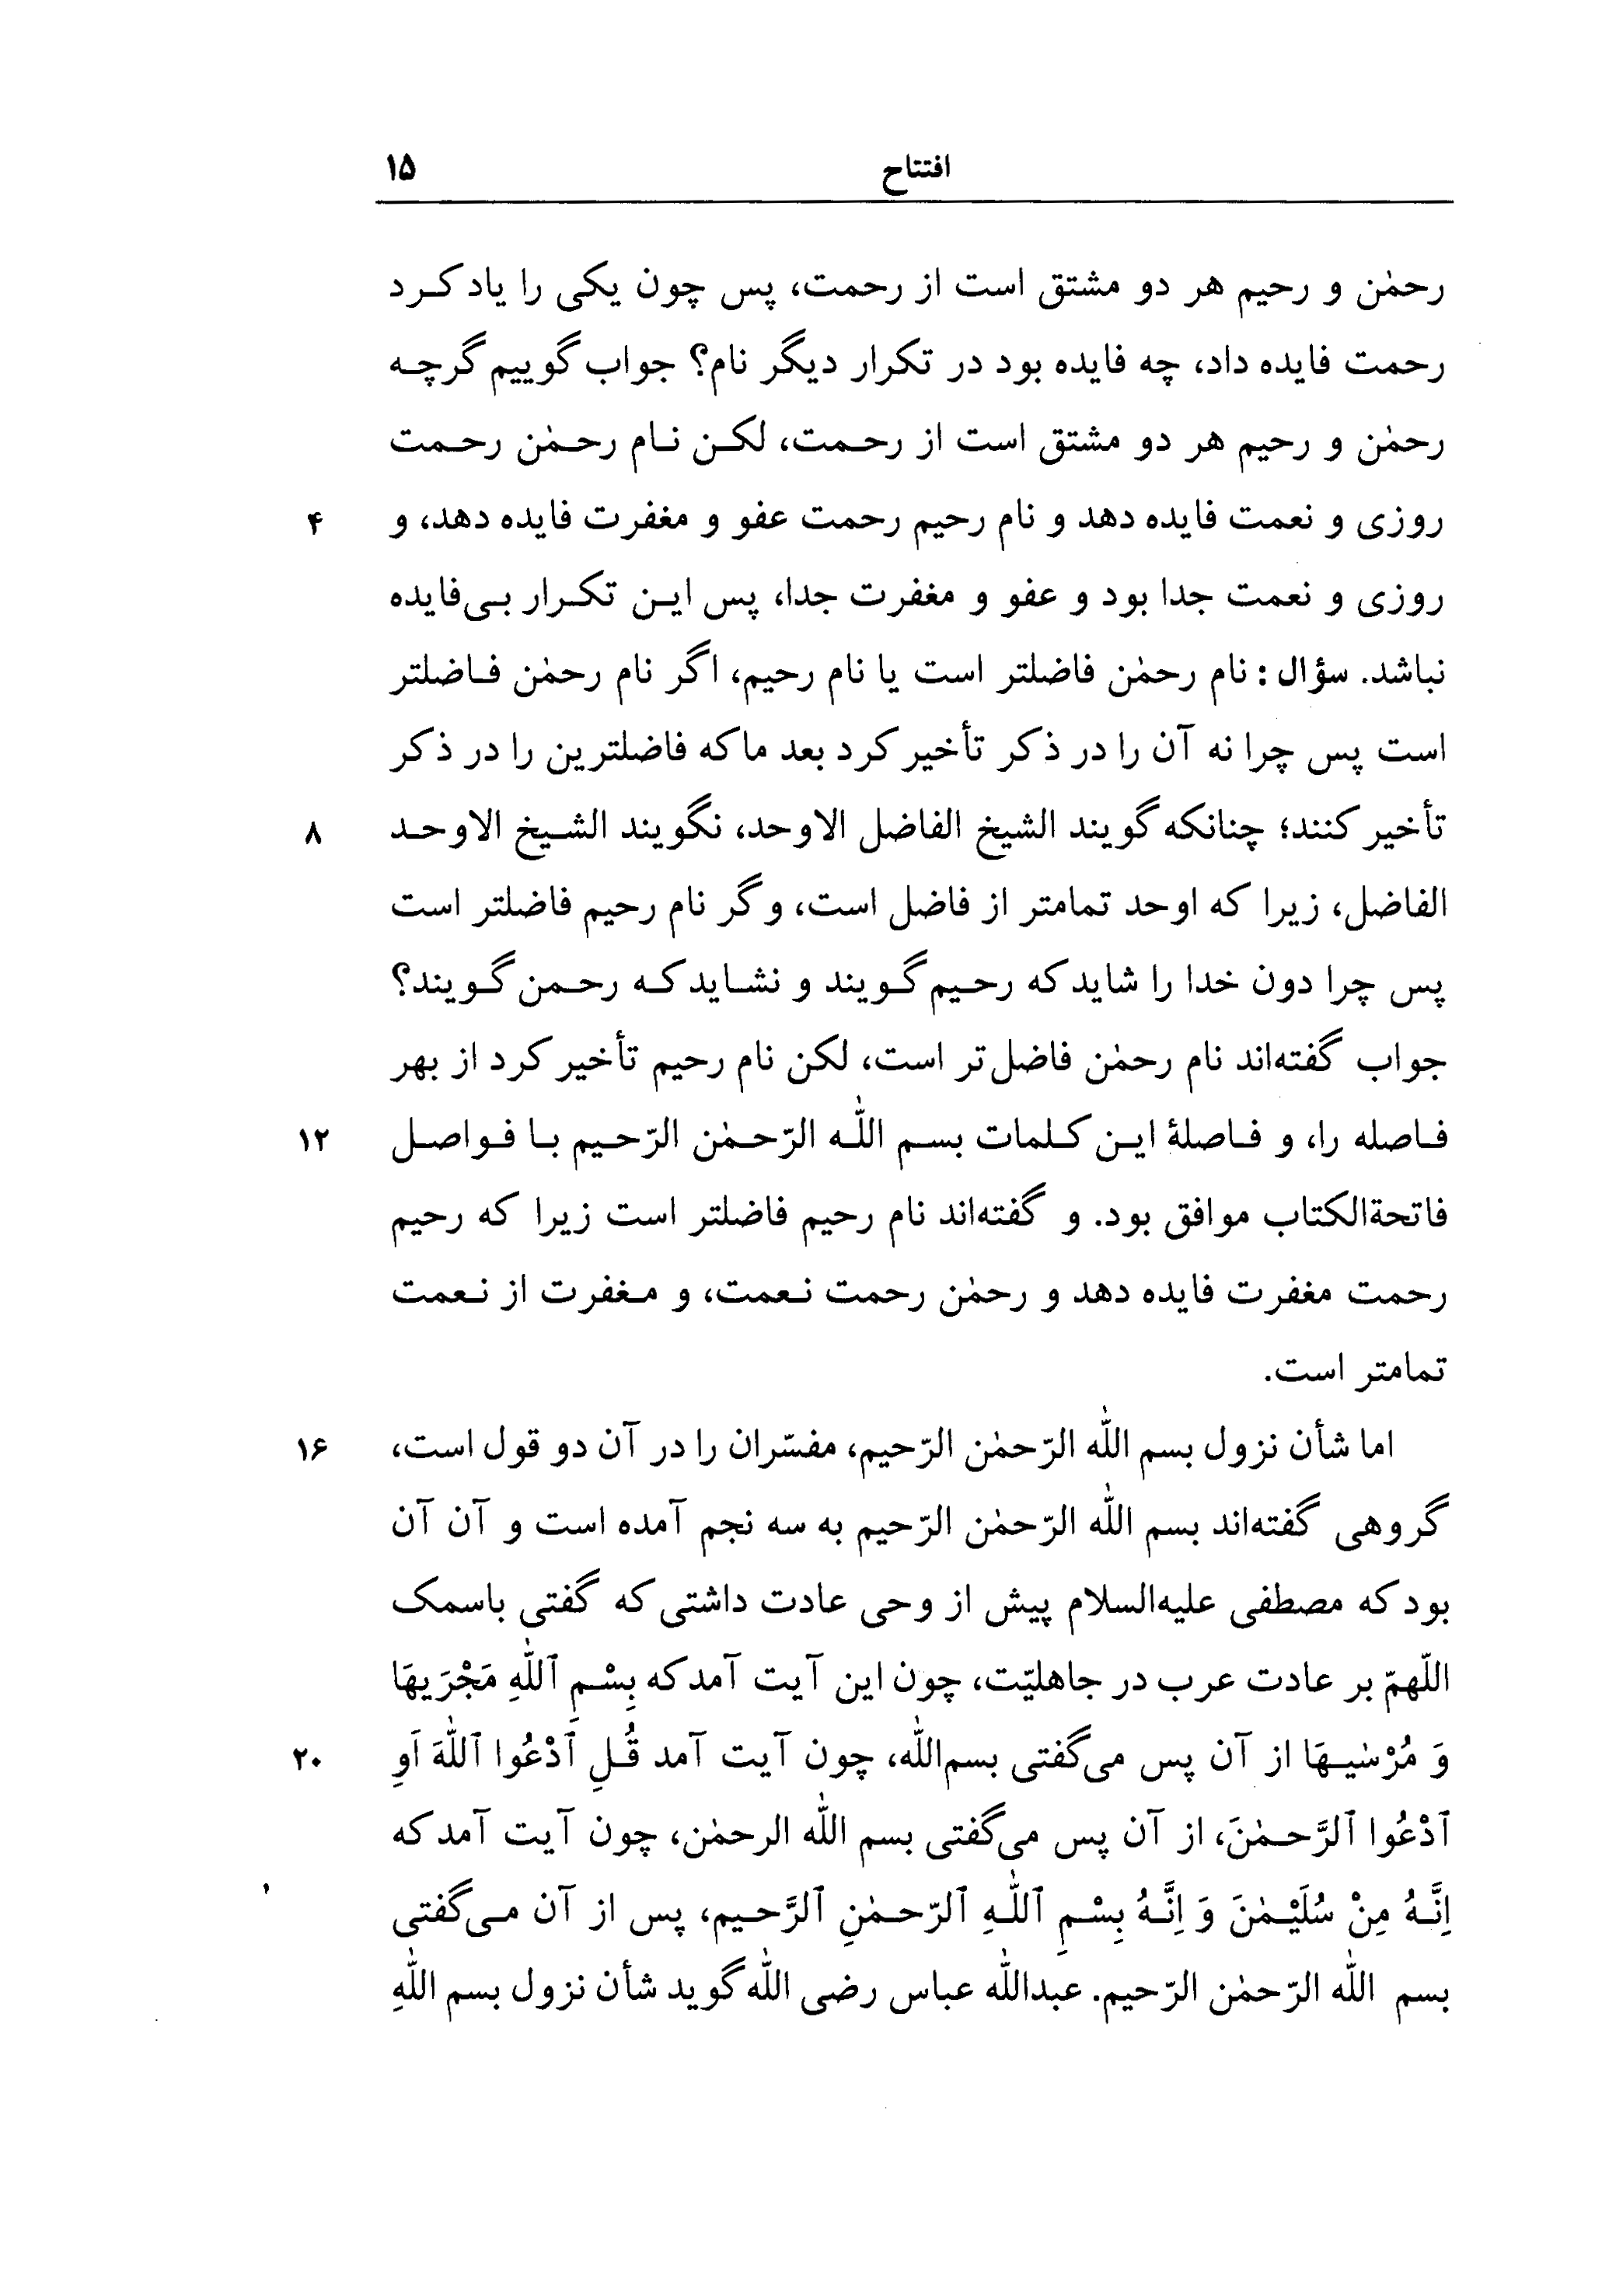 افتتاح ۱۵
رحمٰن و رحیم هر دو مشتق است از رحمت، پس چون یکی را یاد کرد
رحمت فایده داد، چه فایده بود در تکرار دیگر نام؟ جواب گوییم گرچه
رحمٰن و رحیم هر دو مشتق است از رحمت، لکن نام رحمٰن رحمت
روزی و نعمت فایده دهد و نام رحیم رحمت عفو و مغفرت فایده دهد، و ۴
روزی و نعمت جدا بود و عفو و مغفرت جدا، پس این تکرار بی‌فایده
نباشد. سؤال: نام رحمٰن فاضلتر است یا نام رحیم، اگر نام رحمٰن فاضلتر
است پس چرا نه آن را در ذکر تأخیر کرد بعد ما که فاضلترین را در ذکر
تأخیر کنند؛ چنانکه گویند الشیخ الفاضل الاوحد، نگویند الشیخ الاوحد ۸
الفاضل، زیرا که اوحد تمامتر از فاضل است، و گر نام رحیم فاضلتر است
پس چرا دون خدا را شاید که رحیم گویند و نشاید که رحمن گویند؟
جواب گفته‌اند نام رحمٰن فاضل‌تر است، لکن نام رحیم تأخیر کرد از بهر
فاصله را، و فاصلهٔ این کلمات بسم اللّٰه الرّحمٰن الرّحیم با فواصل ۱۲
فاتحةالکتاب موافق بود. و گفته‌اند نام رحیم فاضلتر است زیرا که رحیم
رحمت مغفرت فایده دهد و رحمٰن رحمت نعمت، و مغفرت از نعمت
تمامتر است.
اما شأن نزول بسم اللّٰه الرّحمٰن الرّحیم، مفسّران را در آن دو قول است، ۱۶
گروهی گفته‌اند بسم اللّٰه الرّحمٰن الرّحیم به سه نجم آمده است و آن آن
بود که مصطفی علیه‌السلام پیش از وحی عادت داشتی که گفتی باسمک
اللّهمّ بر عادت عرب در جاهلیّت، چون این آیت آمد که بِسْمِ ٱللّٰهِ مَجْرَیهَا
وَ مُرْسٰیهَا از آن پس می‌گفتی بسم‌اللّٰه، چون آیت آمد قُلِ ٱدْعُوا ٱللّٰهَ اَوِ ۲۰
ٱدْعُوا ٱلرَّحمٰنَ، از آن پس می‌گفتی بسم اللّٰه الرحمٰن، چون آیت آمد که
اِنَّهُ مِنْ سُلَیْمٰنَ وَ اِنَّهُ بِسْمِ ٱللّٰهِ ٱلرّحمٰنِ ٱلرَّحیم، پس از آن می‌گفتی
بسم اللّٰه الرّحمٰن الرّحیم. عبداللّٰه عباس رضی اللّٰه گوید شأن نزول بسم اللّٰهِ